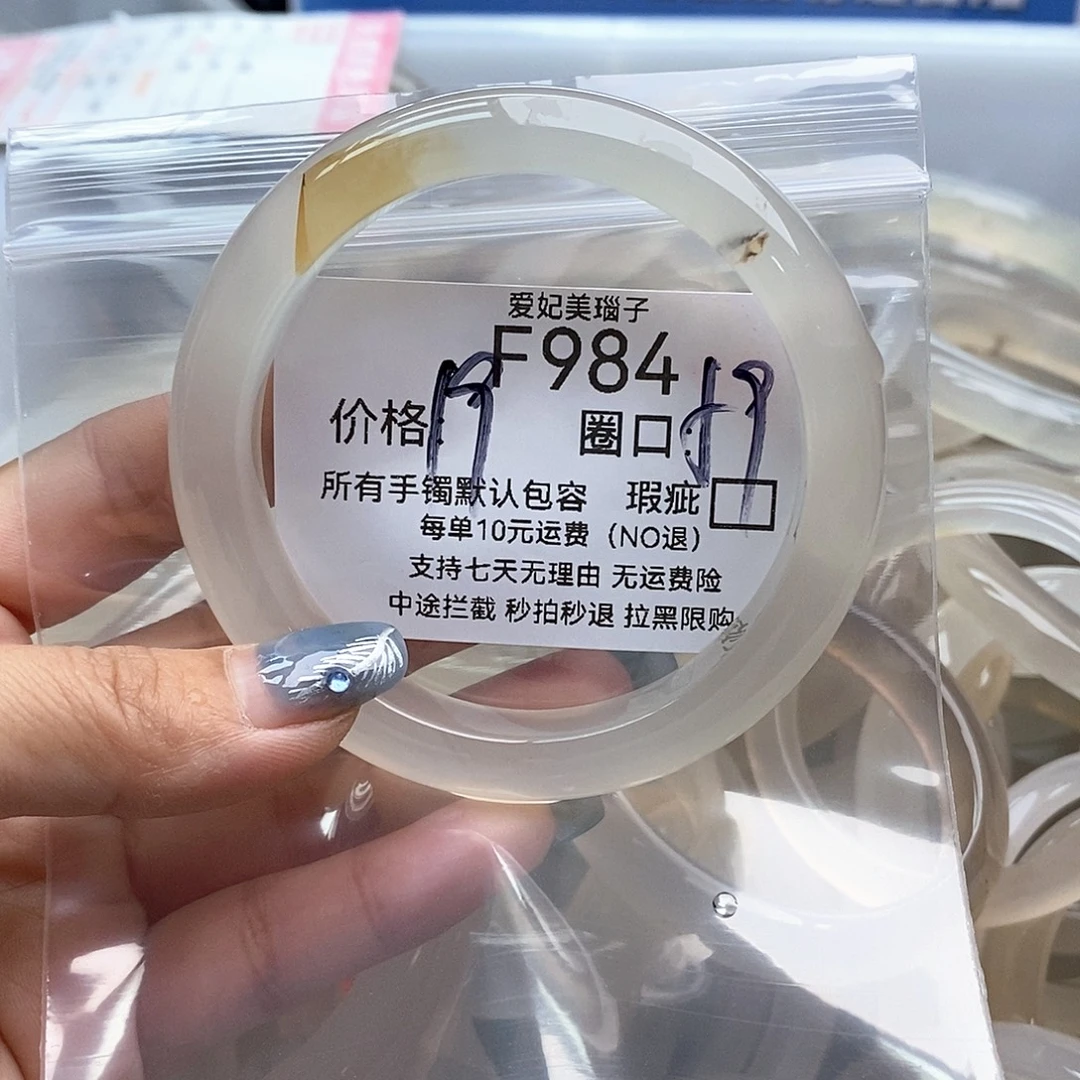 爱妃美瑙子
F984
价格: 19 圈口: 59
所有手镯默认包容 瑕疵
每单10元运费（NO退）
支持七天无理由 无运费险
中途拦截 秒拍秒退 拉黑限购